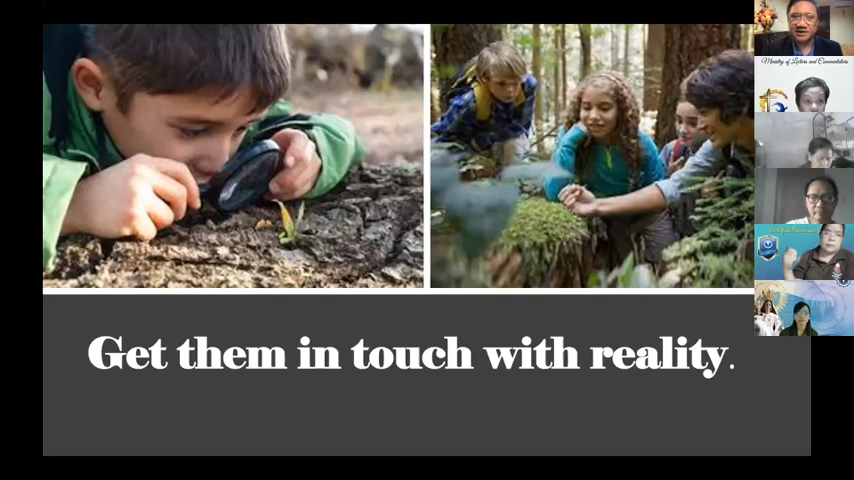 Get them in touch with reality.
Ministry of Lectors and Commentators